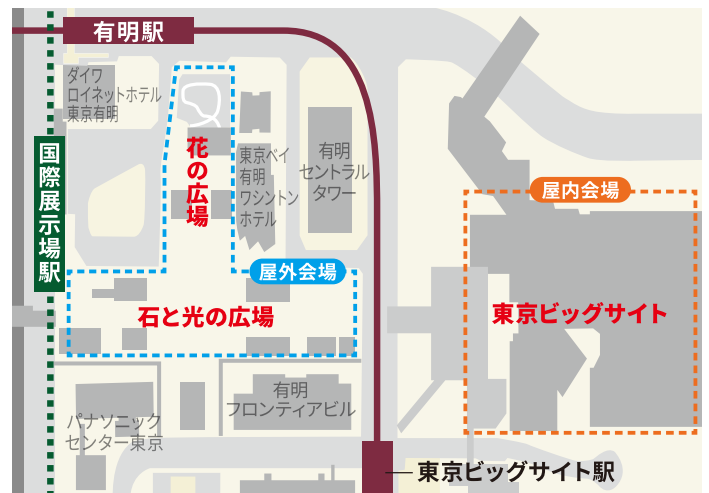 有明駅
ダイワ
ロイネットホテル
東京有明
国際展示場駅
花の広場
東京ベイ
有明
ワシントン
ホテル
有明
セントラル
タワー
屋内会場
屋外会場
石と光の広場
東京ビッグサイト
有明
フロンティアビル
パナソニック
センター東京
東京ビッグサイト駅